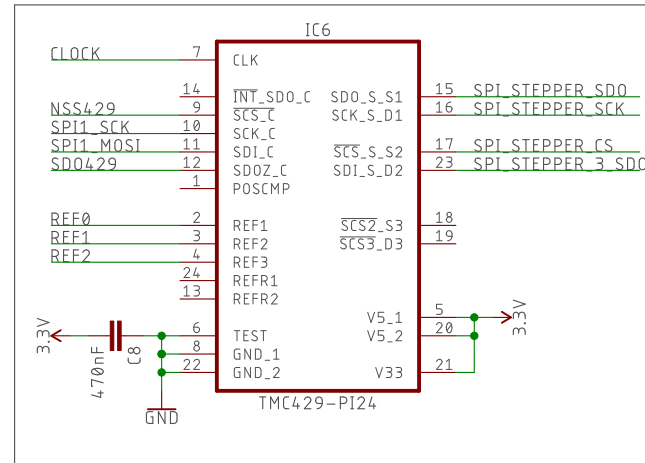 IC6
CLOCK 7 CLK
14 INT_SDO_C SDO_S_S1 15 SPI_STEPPER_SDO
NSS429 9 SCS_C SCK_S_D1 16 SPI_STEPPER_SCK
SPI1_SCK 10 SCK_C
SPI1_MOSI 11 SDI_C SCS_S_S2 17 SPI_STEPPER_CS
SDO429 12 SDOZ_C SDI_S_D2 23 SPI_STEPPER_3_SDO
1 POSCMP
REF0 2 REF1 SCS2_S3 18
REF1 3 REF2 SCS3_D3 19
REF2 4 REF3
24 REFR1
13 REFR2
V5_1 5 3.3V
3.3V 470nF C8 6 TEST V5_2 20
8 GND_1
22 GND_2 V33 21
GND
TMC429-PI24